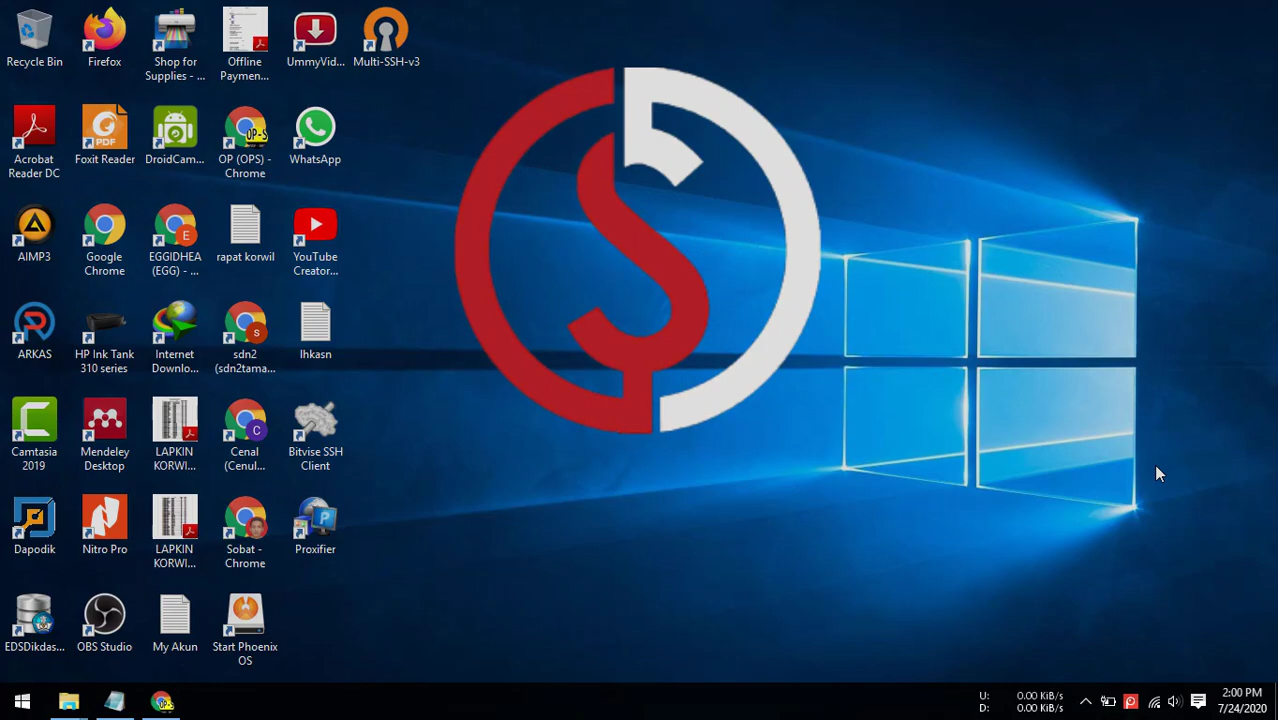 Recycle Bin
Firefox
Shop for
Supplies - ...
Offline
Paymen...
UmmyVid...
Multi-SSH-v3
Acrobat
Reader DC
PDF
Foxit Reader
DroidCam...
OP-S
OP (OPS) -
Chrome
WhatsApp
AIMP3
Google
Chrome
E
EGGIDHEA
(EGG) - ...
rapat korwil
YouTube
Creator...
ARKAS
HP Ink Tank
310 series
Internet
Downlo...
s
sdn2
(sdn2tama...
lhkasn
Camtasia
2019
Mendeley
Desktop
LAPKIN
KORWI...
C
Cenal
(Cenul...
Bitvise SSH
Client
Dapodik
Nitro Pro
LAPKIN
KORWI...
Sobat -
Chrome
P
Proxifier
EDSDikdas...
OBS Studio
My Akun
Start Phoenix
OS
OP-S
U: 0.00 KiB/s
D: 0.00 KiB/s
2:00 PM
7/24/2020